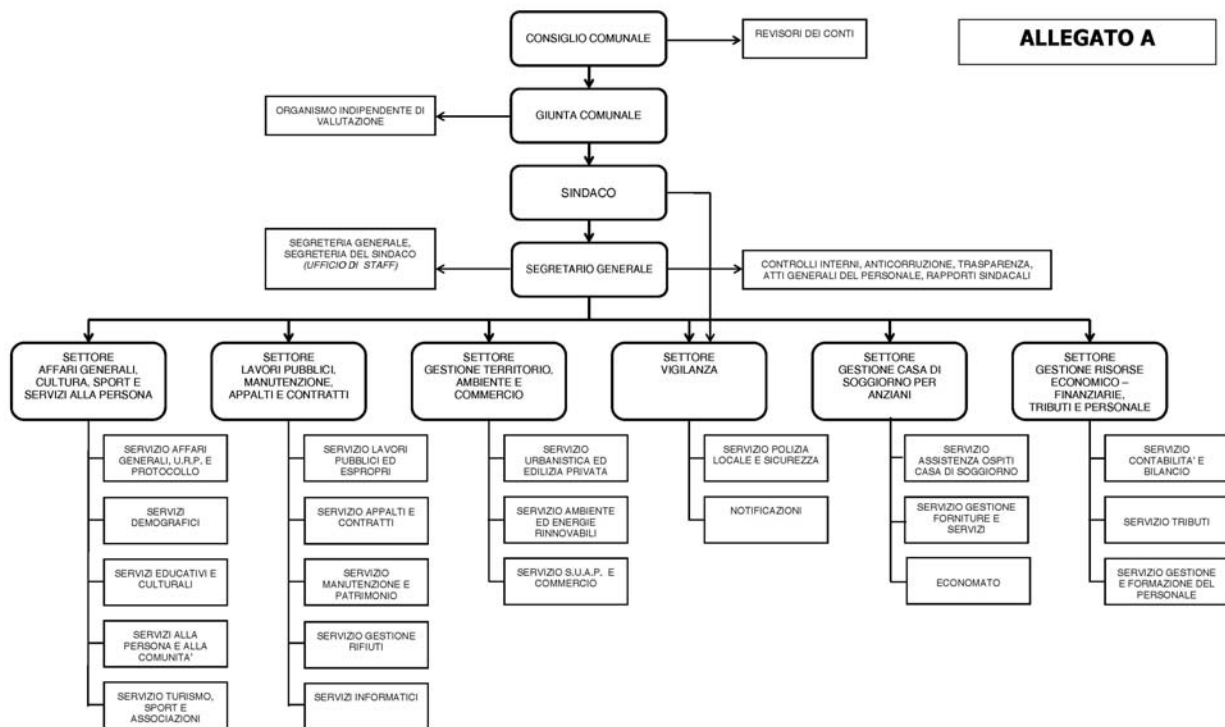 CONSIGLIO COMUNALE
REVISORI DEI CONTI
ALLEGATO A
ORGANISMO INDIPENDENTE DI
VALUTAZIONE
GIUNTA COMUNALE
SINDACO
SEGRETERIA GENERALE,
SEGRETERIA DEL SINDACO
(UFFICIO DI STAFF)
SEGRETARIO GENERALE
CONTROLLI INTERNI, ANTICORRUZIONE, TRASPARENZA,
ATTI GENERALI DEL PERSONALE, RAPPORTI SINDACALI
SETTORE
AFFARI GENERALI,
CULTURA, SPORT E
SERVIZI ALLA PERSONA
SETTORE
LAVORI PUBBLICI,
MANUTENZIONE,
APPALTI E CONTRATTI
SETTORE
GESTIONE TERRITORIO,
AMBIENTE E
COMMERCIO
SETTORE
VIGILANZA
SETTORE
GESTIONE CASA DI
SOGGIORNO PER
ANZIANI
SETTORE
GESTIONE RISORSE
ECONOMICO –
FINANZIARIE,
TRIBUTI E PERSONALE
SERVIZIO AFFARI
GENERALI, U.R.P. E
PROTOCOLLO
SERVIZI
DEMOGRAFICI
SERVIZI EDUCATIVI E
CULTURALI
SERVIZI ALLA
PERSONA E ALLA
COMUNITA'
SERVIZIO TURISMO,
SPORT E
ASSOCIAZIONI
SERVIZIO LAVORI
PUBBLICI ED
ESPROPRI
SERVIZIO APPALTI E
CONTRATTI
SERVIZIO
MANUTENZIONE E
PATRIMONIO
SERVIZIO GESTIONE
RIFIUTI
SERVIZI INFORMATICI
SERVIZIO
URBANISTICA ED
EDILIZIA PRIVATA
SERVIZIO AMBIENTE
ED ENERGIE
RINNOVABILI
SERVIZIO S.U.A.P. E
COMMERCIO
SERVIZIO POLIZIA
LOCALE E SICUREZZA
NOTIFICAZIONI
SERVIZIO
ASSISTENZA OSPITI
CASA DI SOGGIORNO
SERVIZIO GESTIONE
FORNITURE E
SERVIZI
ECONOMATO
SERVIZIO
CONTABILITA' E
BILANCIO
SERVIZIO TRIBUTI
SERVIZIO GESTIONE
E FORMAZIONE DEL
PERSONALE